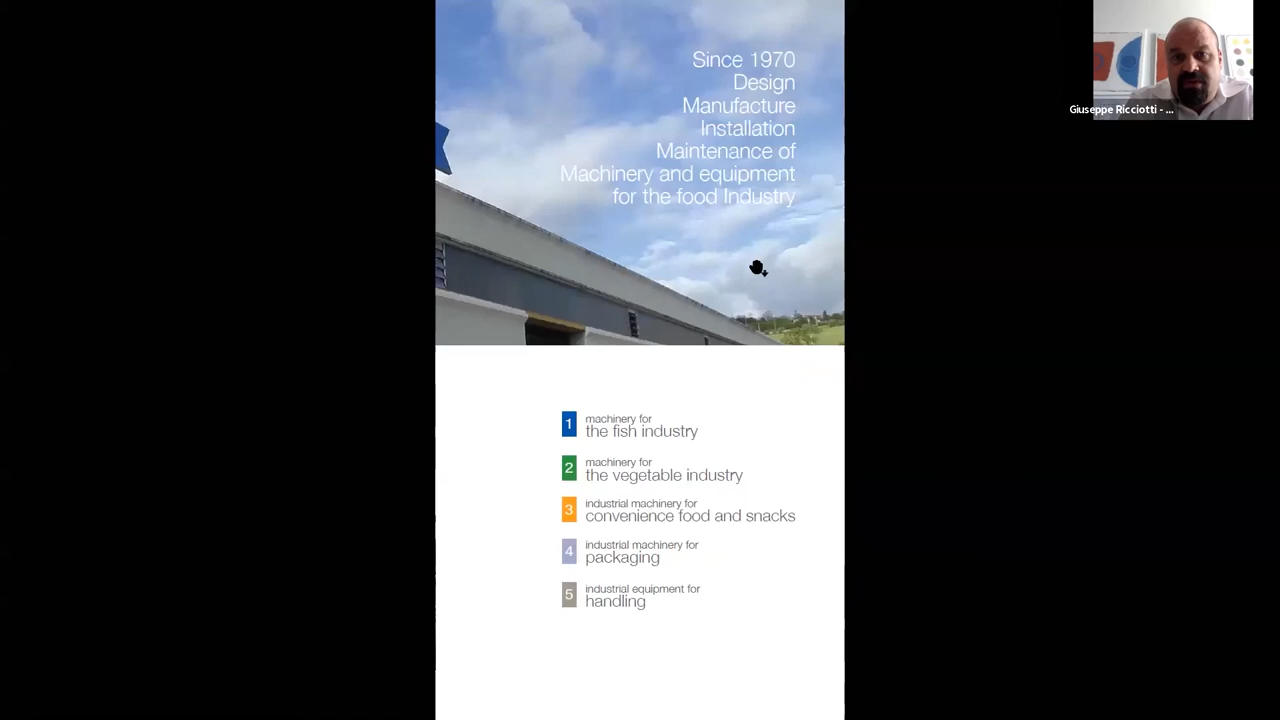 Since 1970
Design
Manufacture
Installation
Maintenance of
Machinery and equipment
for the food Industry
Giuseppe Ricciotti - ...
1 machinery for
the fish industry
2 machinery for
the vegetable industry
3 industrial machinery for
convenience food and snacks
4 industrial machinery for
packaging
5 industrial equipment for
handling